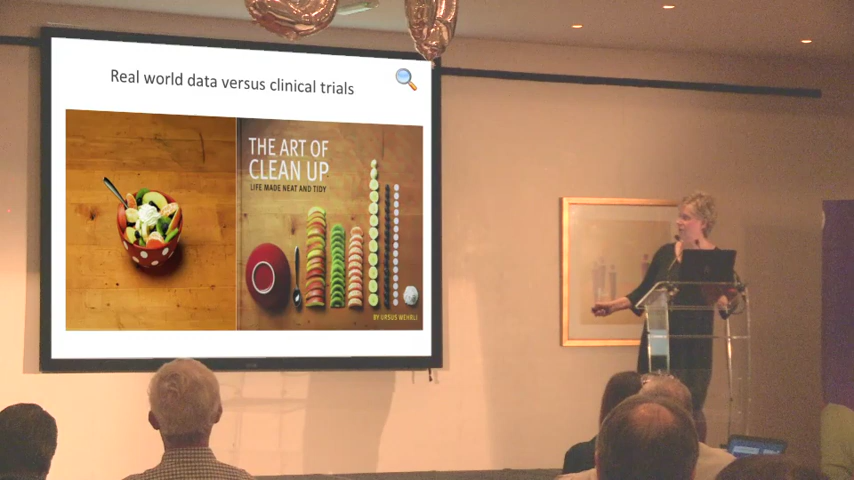 Real world data versus clinical trials
THE ART OF
CLEAN UP
LIFE MADE NEAT AND TIDY
BY URSUS WEHRLI